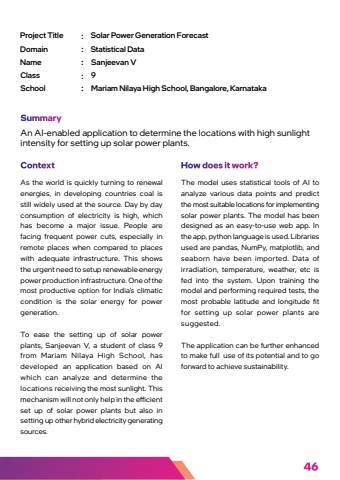 Project Title : Solar Power Generation Forecast
Domain : Statistical Data
Name : Sanjeevan V
Class : 9
School : Mariam Nilaya High School, Bangalore, Karnataka
Summary
An AI-enabled application to determine the locations with high sunlight
intensity for setting up solar power plants.
Context
As the world is quickly turning to renewal
energies, in developing countries coal is
still widely used at the source. Day by day
consumption of electricity is high, which
has become a major issue. People are
facing frequent power cuts, especially in
remote places when compared to places
with adequate infrastructure. This shows
the urgent need to setup renewable energy
power production infrastructure. One of the
most productive option for India's climatic
condition is the solar energy for power
generation.
To ease the setting up of solar power
plants, Sanjeevan V, a student of class 9
from Mariam Nilaya High School, has
developed an application based on AI
which can analyze and determine the
locations receiving the most sunlight. This
mechanism will not only help in the efficient
set up of solar power plants but also in
setting up other hybrid electricity generating
sources.
How does it work?
The model uses statistical tools of AI to
analyze various data points and predict
the most suitable locations for implementing
solar power plants. The model has been
designed as an easy-to-use web app. In
the app, python language is used. Libraries
used are pandas, NumPy, matplotlib, and
seaborn have been imported. Data of
irradiation, temperature, weather, etc is
fed into the system. Upon training the
model and performing required tests, the
most probable latitude and longitude fit
for setting up solar power plants are
suggested.
The application can be further enhanced
to make full use of its potential and to go
forward to achieve sustainability.
46